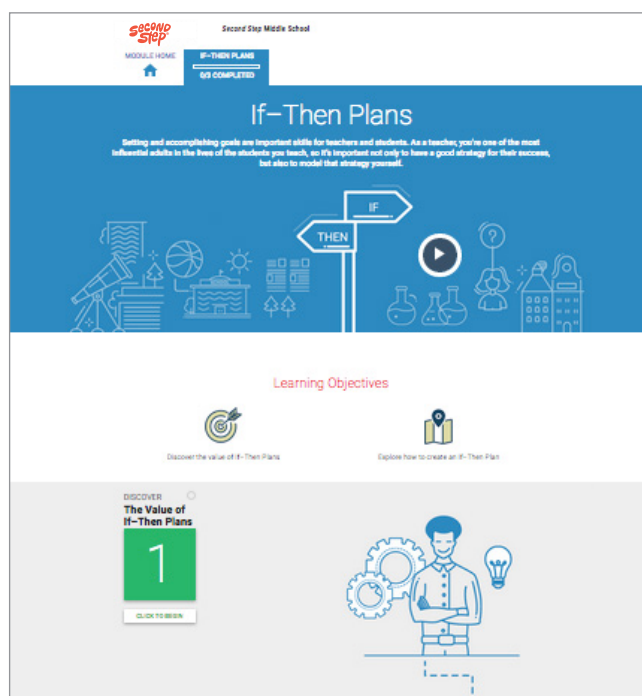 SECOND
STEP
Second Step Middle School
MODULE HOME
IF–THEN PLANS
0/3 COMPLETED
If–Then Plans
Setting and accomplishing goals are important skills for teachers and students. As a teacher, you're one of the most
influential adults in the lives of the students you teach, so it's important not only to have a good strategy for their success,
but also to model that strategy yourself.
IF
THEN
?
Learning Objectives
Discover the value of If–Then Plans
Explore how to create an If–Then Plan
DISCOVER
The Value of
If–Then Plans
1
CLICK TO BEGIN